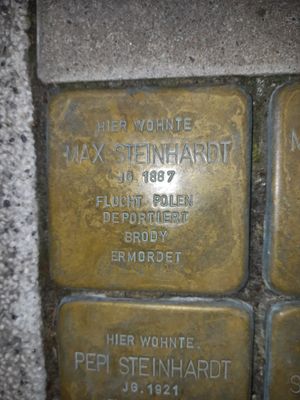 HIER WOHNTE
MAX STEINHARDT
JG. 1887
FLUCHT POLEN
DEPORTIERT
BRODY
ERMORDET
HIER WOHNTE
PEPI STEINHARDT
JG. 1921